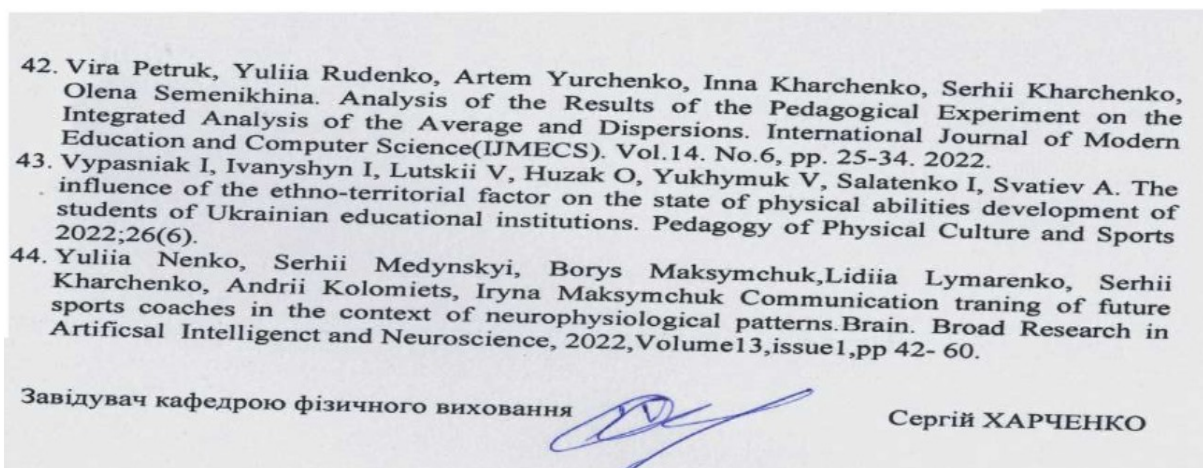 42. Vira Petruk, Yuliia Rudenko, Artem Yurchenko, Inna Kharchenko, Serhii Kharchenko,
Olena Semenikhina. Analysis of the Results of the Pedagogical Experiment on the
Integrated Analysis of the Average and Dispersions. International Journal of Modern
Education and Computer Science(IJMECS). Vol.14. No.6, pp. 25-34. 2022.
43. Vypasniak I, Ivanyshyn I, Lutskii V, Huzak O, Yukhymuk V, Salatenko I, Svatiev A. The
influence of the ethno-territorial factor on the state of physical abilities development of
students of Ukrainian educational institutions. Pedagogy of Physical Culture and Sports
2022;26(6).
44. Yuliia Nenko, Serhii Medynskyi, Borys Maksymchuk,Lidiia Lymarenko, Serhii
Kharchenko, Andrii Kolomiets, Iryna Maksymchuk Communication traning of future
sports coaches in the context of neurophysiological patterns.Brain. Broad Research in
Artificsal Intelligenct and Neuroscience, 2022,Volume13,issue1,pp 42- 60.
Завідувач кафедрою фізичного виховання Сергій ХАРЧЕНКО